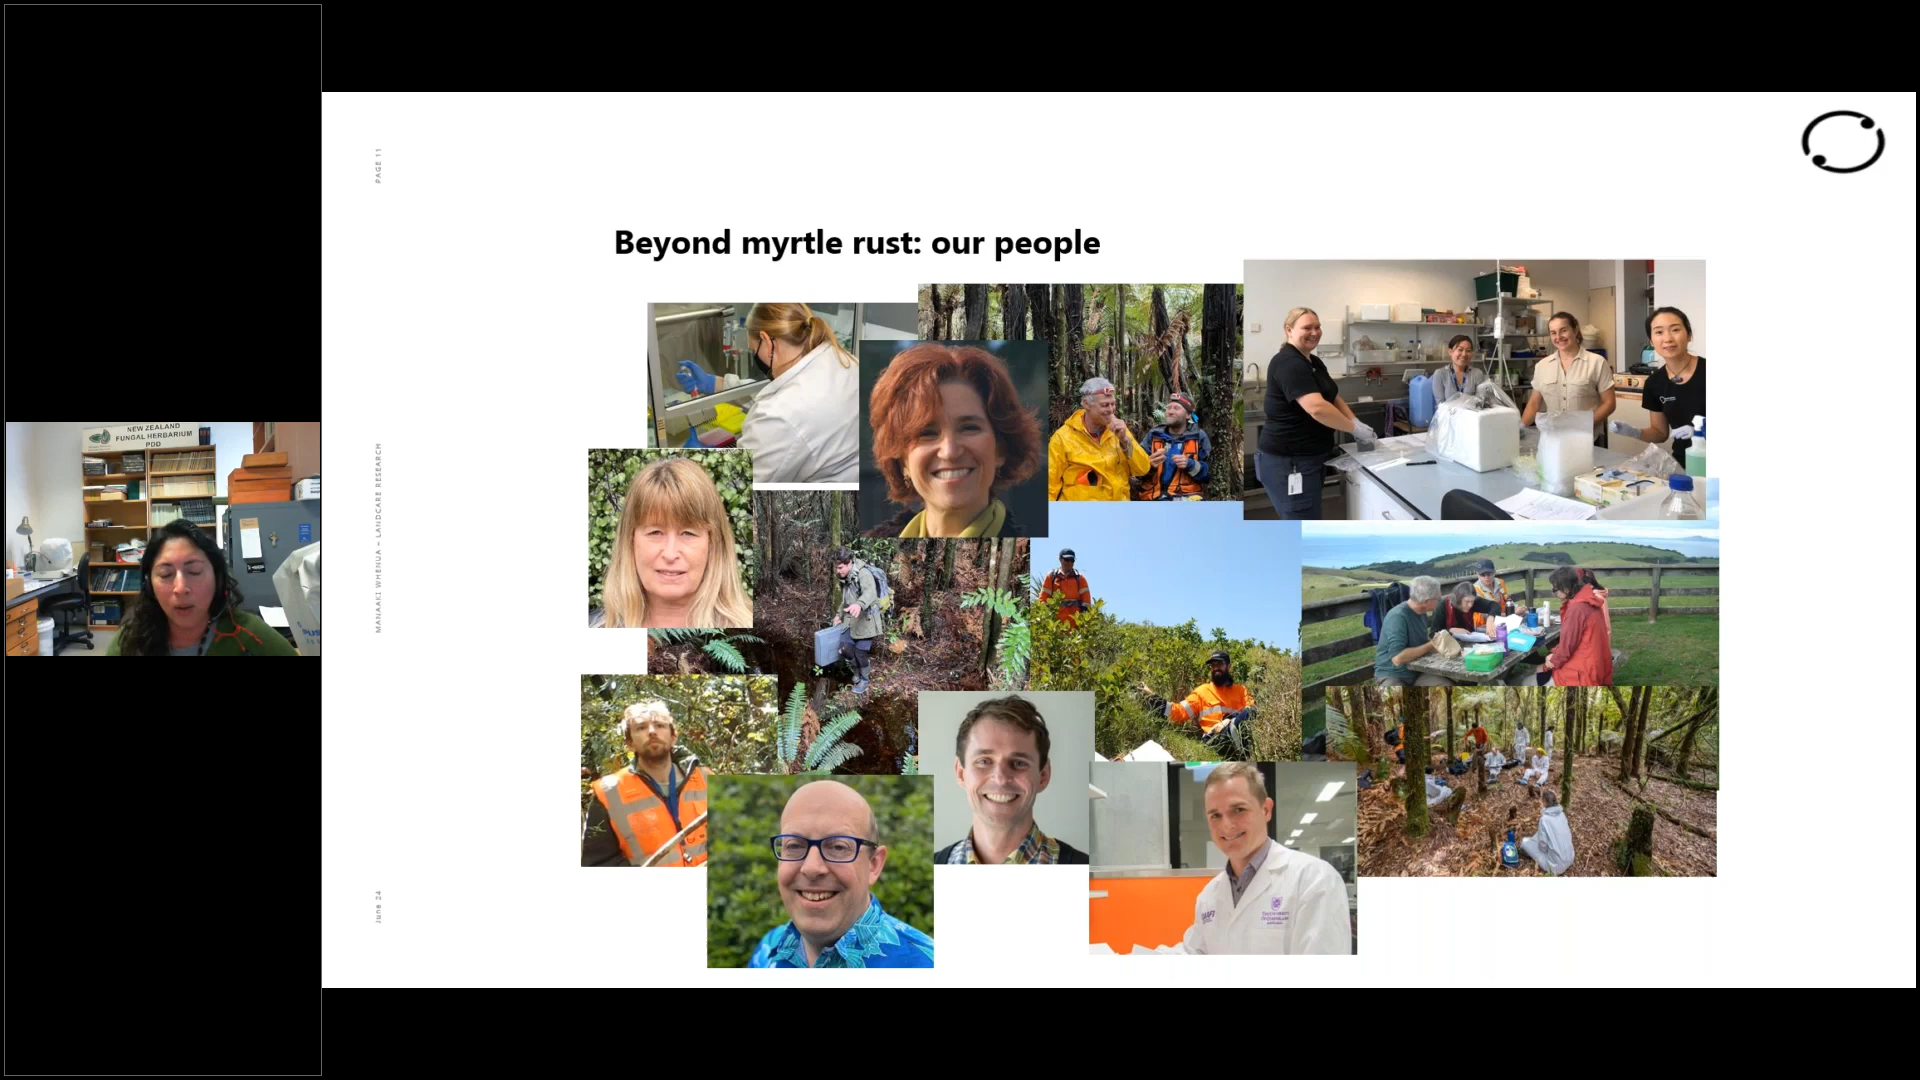 NEW ZEALAND
FUNGAL HERBARIUM
PDD
PAGE 11
MANAAKI WHENUA – LANDCARE RESEARCH
June 24
Beyond myrtle rust: our people